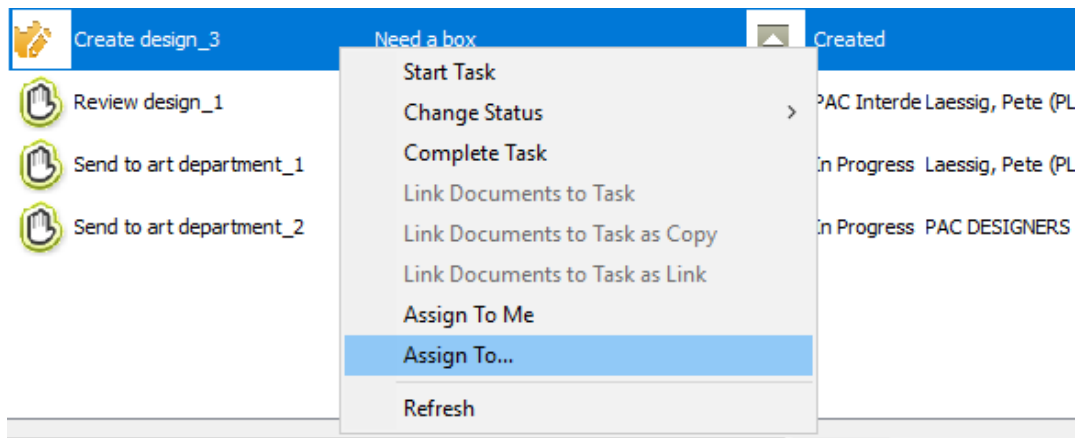 Create design_3 Need a box Created
Start Task
Review design_1 Change Status PAC Interde Laessig, Pete (PL
Complete Task
Send to art department_1 In Progress Laessig, Pete (PL
Link Documents to Task
Send to art department_2 Link Documents to Task as Copy In Progress PAC DESIGNERS
Link Documents to Task as Link
Assign To Me
Assign To...
Refresh